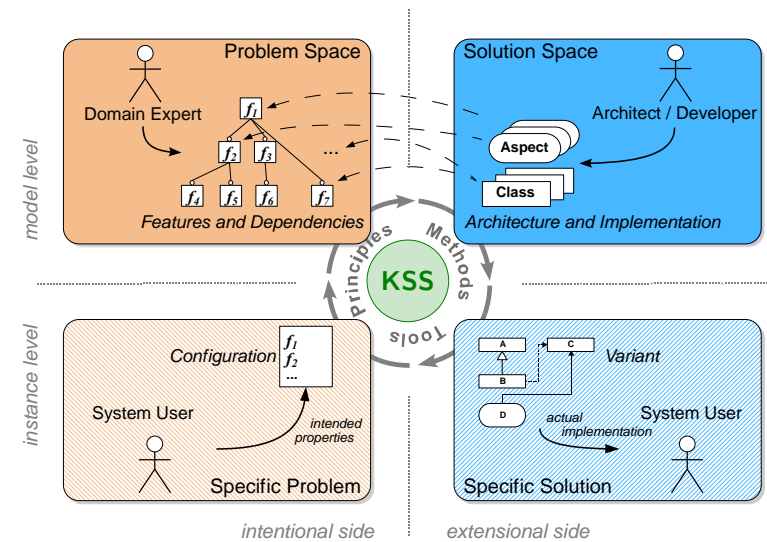 Problem Space
Domain Expert
f1
f2
f3
...
f4
f5
f6
f7
Features and Dependencies
Solution Space
Architect / Developer
Aspect
Class
Architecture and Implementation
model level
Principles
Methods
Tools
KSS
instance level
Configuration
f1
f2
...
System User
intended
properties
Specific Problem
A
C
B
D
Variant
actual
implementation
System User
Specific Solution
intentional side
extensional side